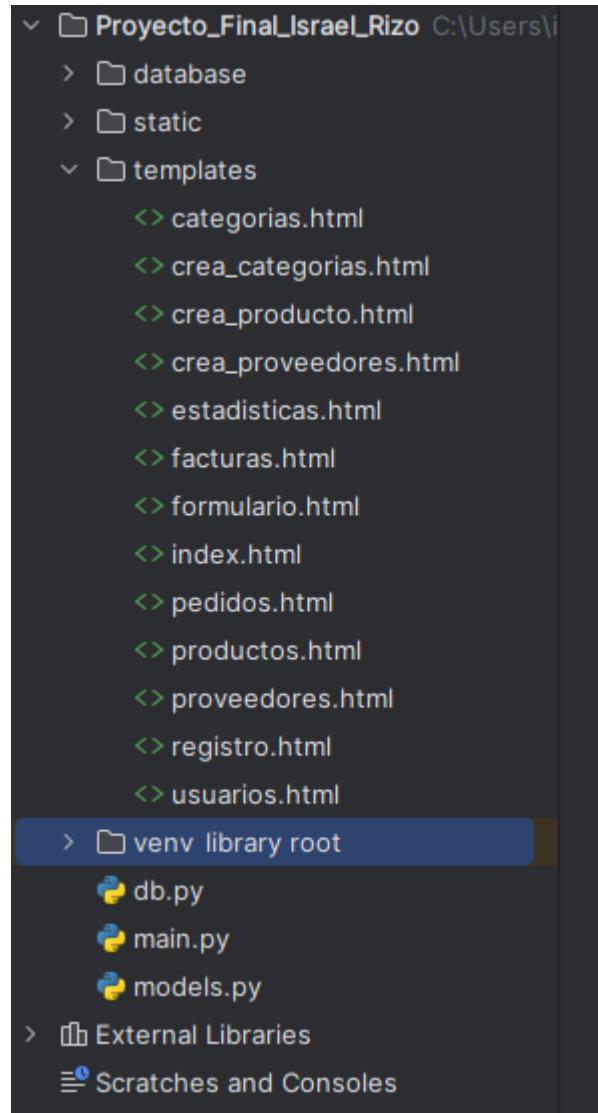 Proyecto_Final_Israel_Rizo C:\Users\i
database
static
templates
categorias.html
crea_categorias.html
crea_producto.html
crea_proveedores.html
estadisticas.html
facturas.html
formulario.html
index.html
pedidos.html
productos.html
proveedores.html
registro.html
usuarios.html
venv library root
db.py
main.py
models.py
External Libraries
Scratches and Consoles